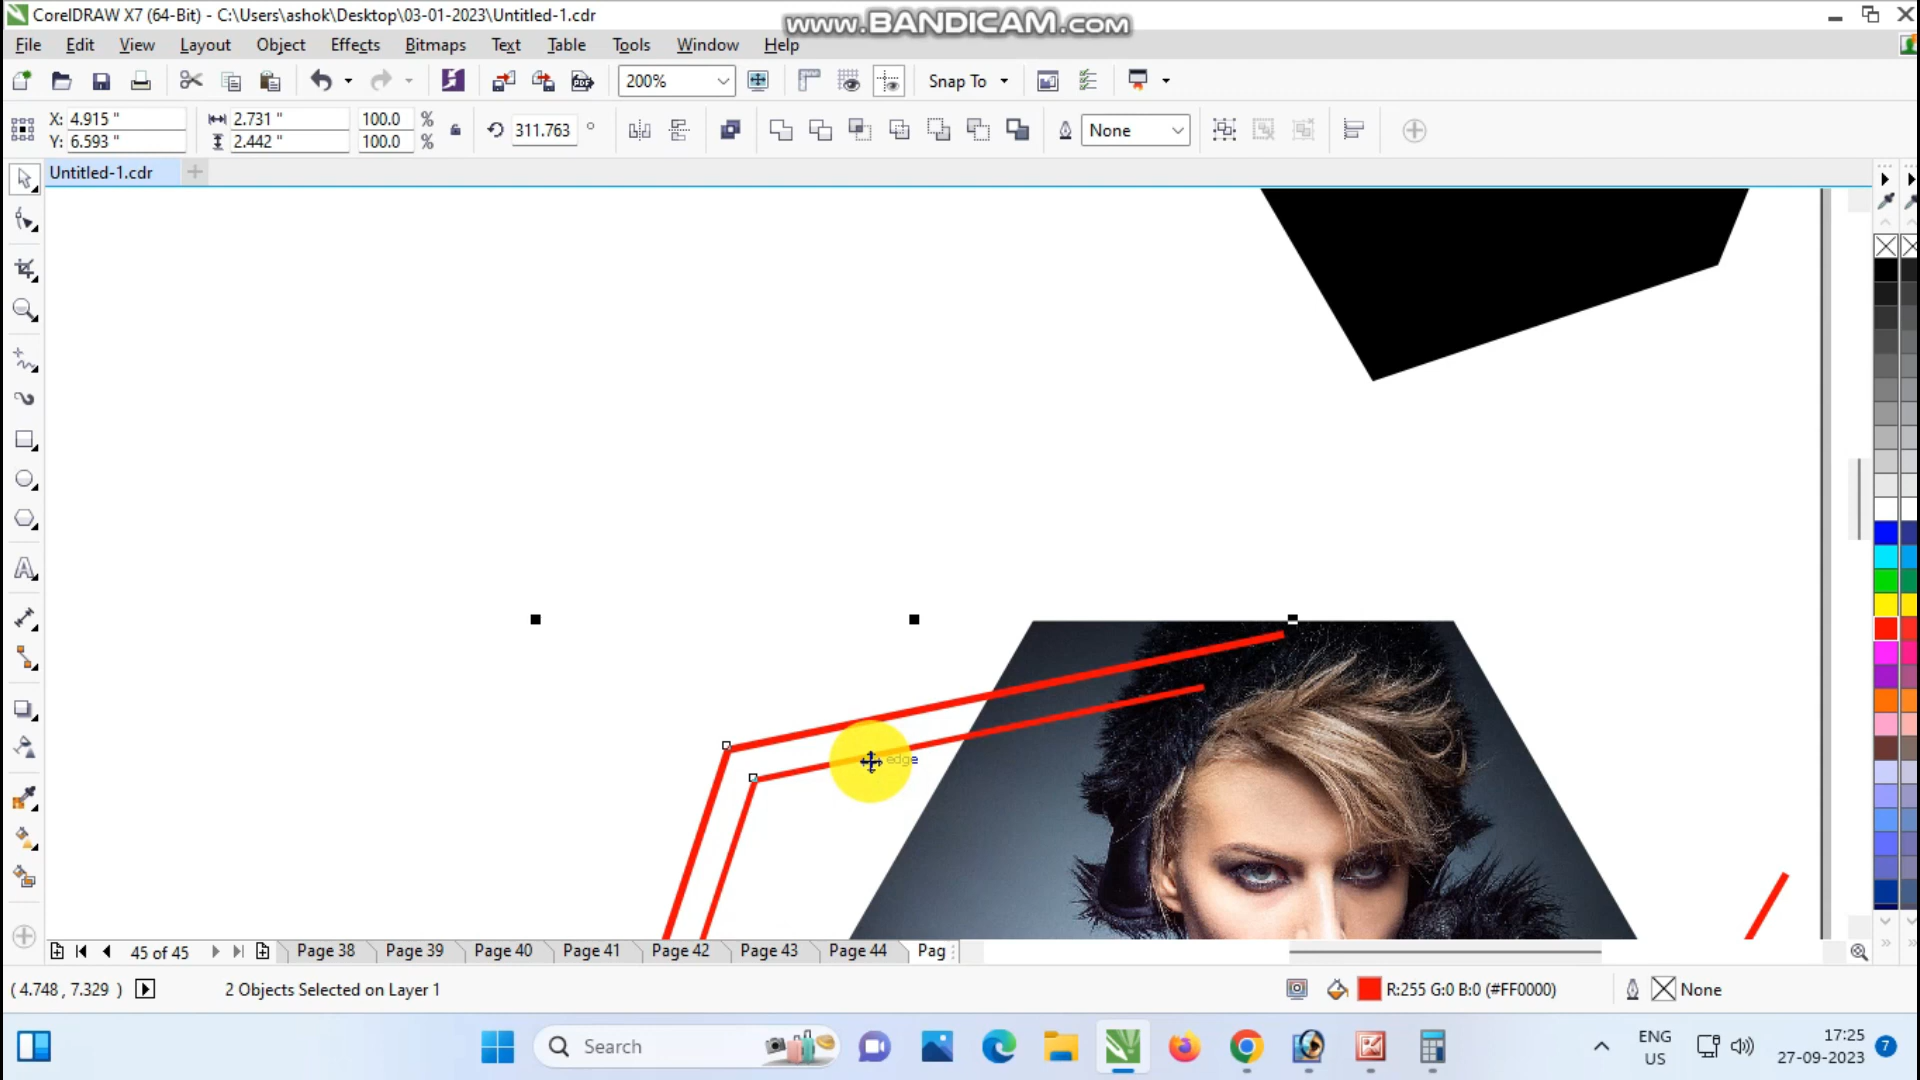 CorelDRAW X7 (64-Bit) - C:\Users\ashok\Desktop\03-01-2023\Untitled-1.cdr
www.BANDICAM.com
File Edit View Layout Object Effects Bitmaps Text Table Tools Window Help
200% Snap To
X: 4.915 " 2.731 " 100.0 % 311.763 ° None
Y: 6.593 " 2.442 " 100.0 %
Untitled-1.cdr
edge
45 of 45 Page 38 Page 39 Page 40 Page 41 Page 42 Page 43 Page 44 Pag
( 4.748 , 7.329 ) 2 Objects Selected on Layer 1 R:255 G:0 B:0 (#FF0000) None
Search ENG 17:25
US 27-09-2023 7